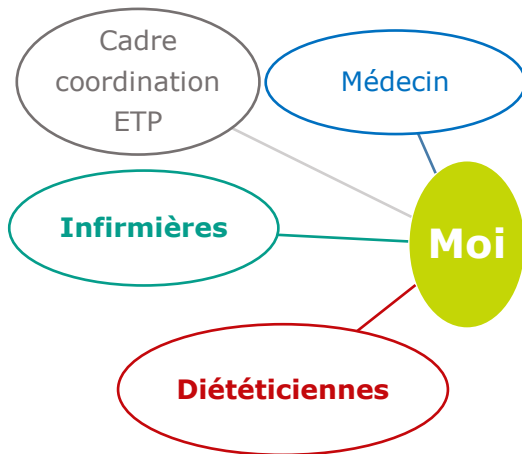 Cadre
coordination
ETP
Médecin
Infirmières
Moi
Diététiciennes